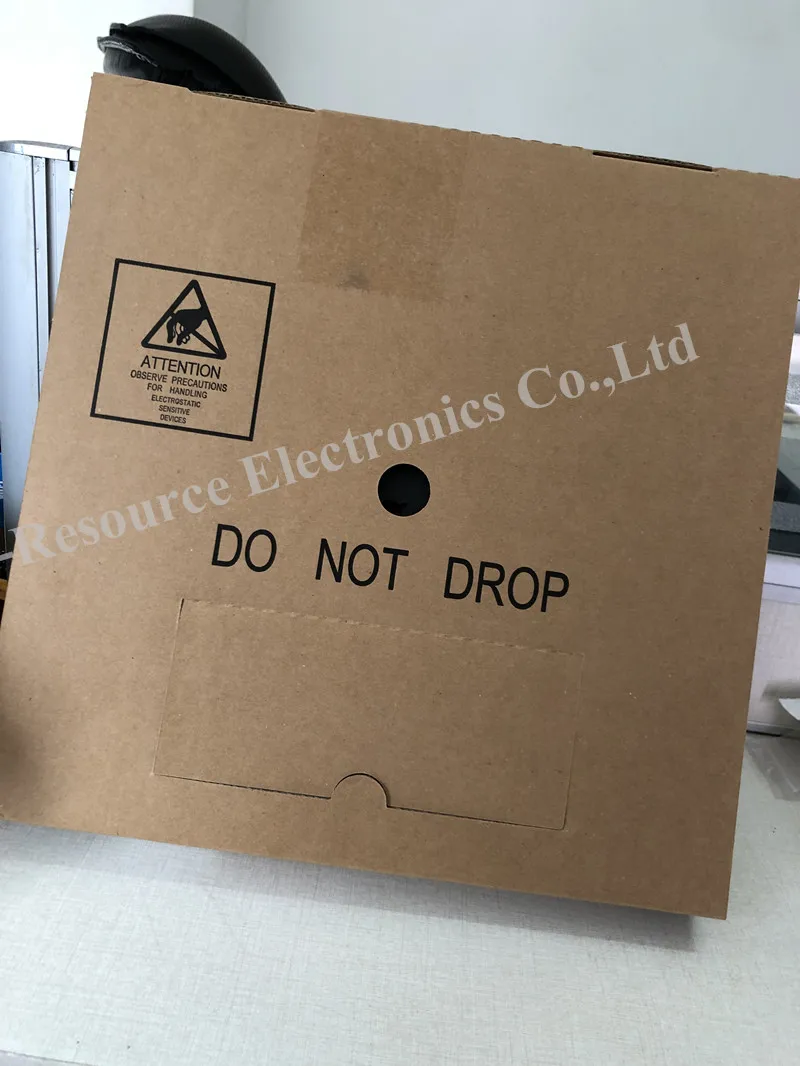 ATTENTION
OBSERVE PRECAUTIONS
FOR HANDLING
ELECTROSTATIC
SENSITIVE
DEVICES
Resource Electronics Co.,Ltd
DO NOT DROP